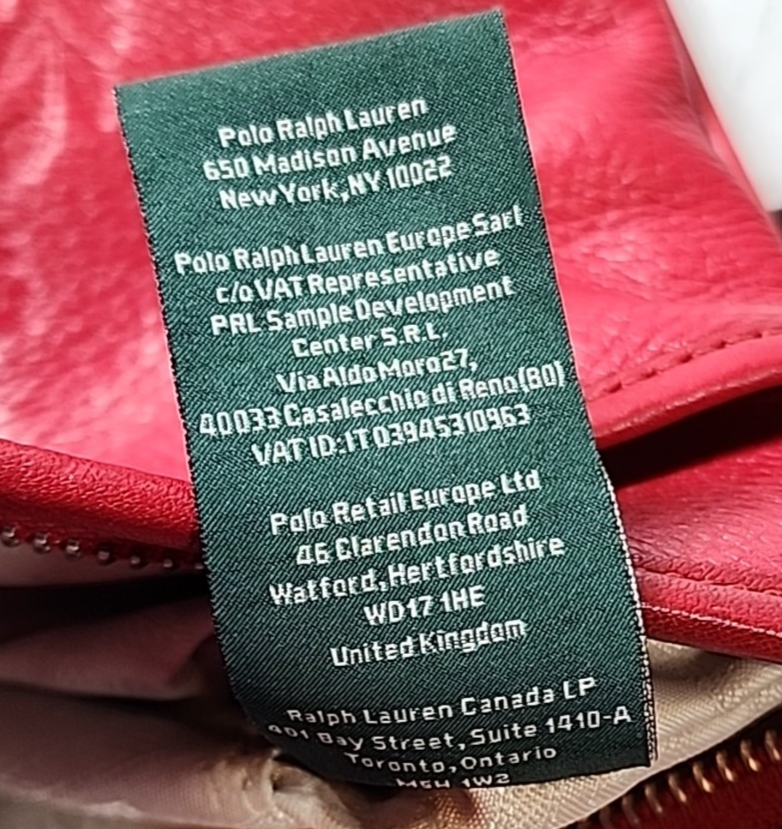 Polo Ralph Lauren
650 Madison Avenue
New York, NY 10022
Polo Ralph Lauren Europe Sarl
c/o VAT Representative
PRL Sample Development
Center S.R.L.
Via Aldo Moro 27,
40033 Casalecchio di Reno (BO)
VAT ID: IT 03945310963
Polo Retail Europe Ltd
46 Clarendon Road
Watford, Hertfordshire
WD17 1HE
United Kingdom
Ralph Lauren Canada LP
401 Bay Street, Suite 1410-A
Toronto, Ontario
M5H 1W2